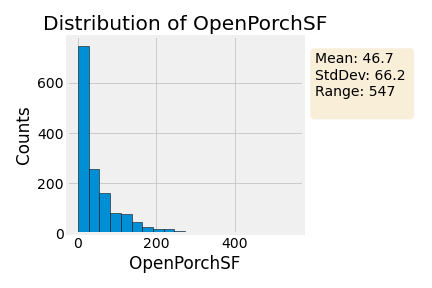 Distribution of OpenPorchSF
Mean: 46.7
StdDev: 66.2
Range: 547
Counts
600
400
200
0
0 200 400
OpenPorchSF